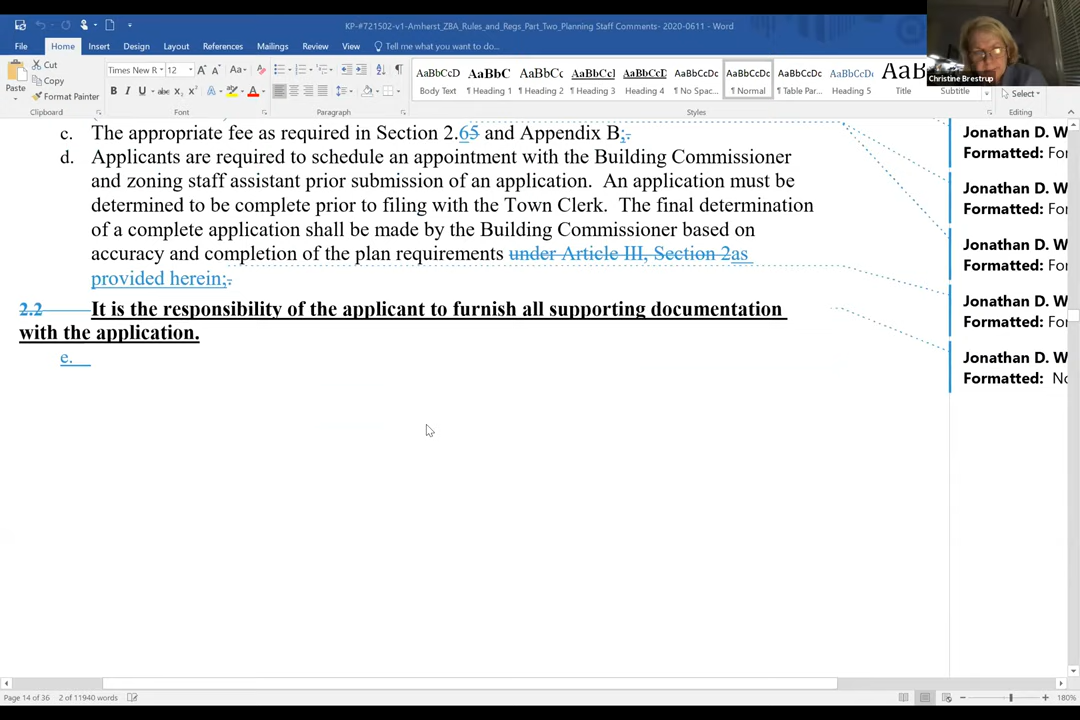 KP-#721502-v1-Amherst_ZBA_Rules_and_Regs_Part_Two_Planning Staff Comments- 2020-0611 - Word
File Home Insert Design Layout References Mailings Review View Tell me what you want to do...
Paste Cut Copy Format Painter
Times New R 12
AaBbCcD AaBbC AaBbCc AaBbCcl AaBbCcD AaBbCcDc AaBbCcDc AaBbCcDc AaBbCcD AaB
Body Text ¶ Heading 1 ¶ Heading 2 ¶ Heading 3 Heading 4 ¶ No Spac... ¶ Normal ¶ Table Par... Heading 5 Title Subtitle
Select
Christine Brestrup
Clipboard Font Paragraph Styles Editing
c. The appropriate fee as required in Section 2.65 and Appendix B;.
d. Applicants are required to schedule an appointment with the Building Commissioner
and zoning staff assistant prior submission of an application. An application must be
determined to be complete prior to filing with the Town Clerk. The final determination
of a complete application shall be made by the Building Commissioner based on
accuracy and completion of the plan requirements under Article III, Section 2as
provided herein;.
2.2 It is the responsibility of the applicant to furnish all supporting documentation
with the application.
e.
Jonathan D. W
Formatted: For
Jonathan D. W
Formatted: For
Jonathan D. W
Formatted: For
Jonathan D. W
Formatted: For
Jonathan D. W
Formatted: No
Page 14 of 36 2 of 11940 words 180%